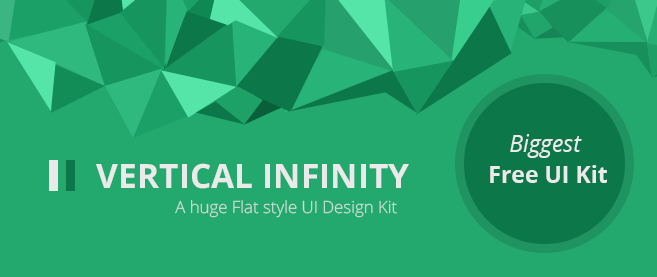 VERTICAL INFINITY
A huge Flat style UI Design Kit
Biggest
Free UI Kit